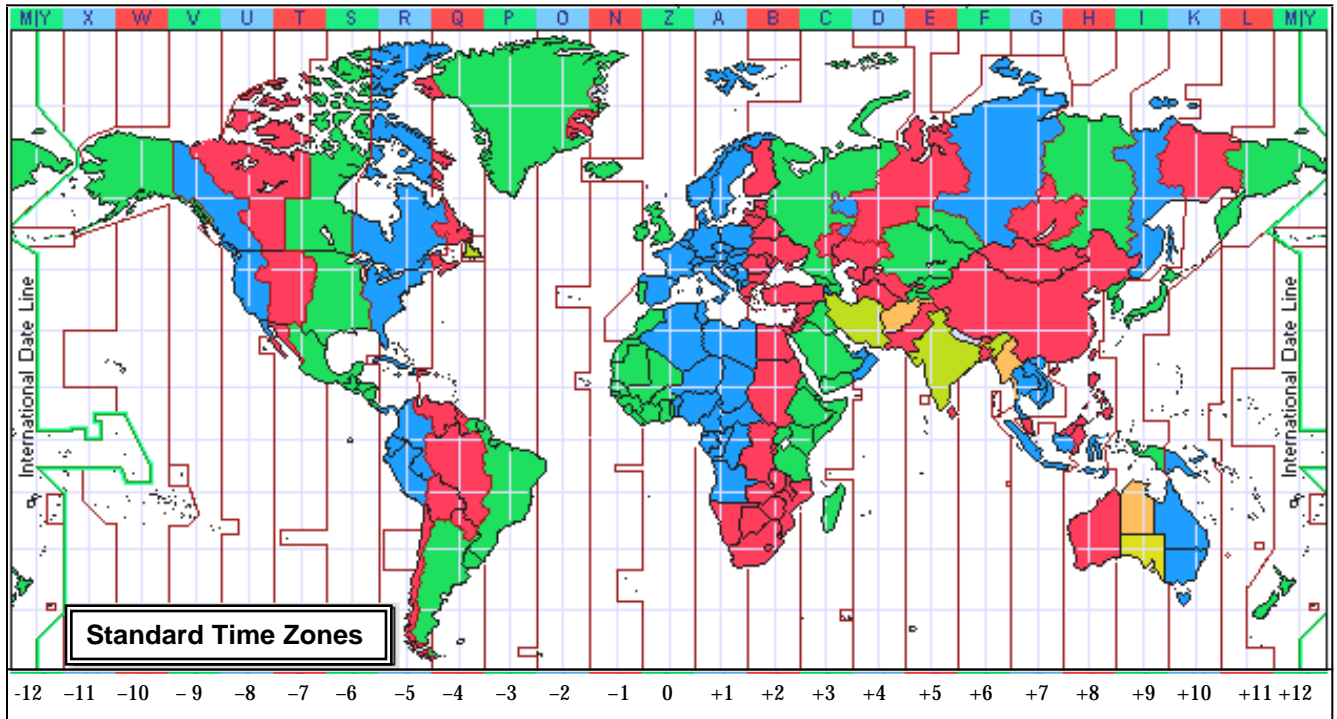 M|Y X W V U T S R Q P O N Z A B C D E F G H I K L M|Y
International Date Line
International Date Line
Standard Time Zones
-12 –11 –10 – 9 – 8 –7 – 6 –5 – 4 –3 – 2 –1 0 +1 +2 +3 +4 +5 +6 +7 +8 +9 +10 +11 +12